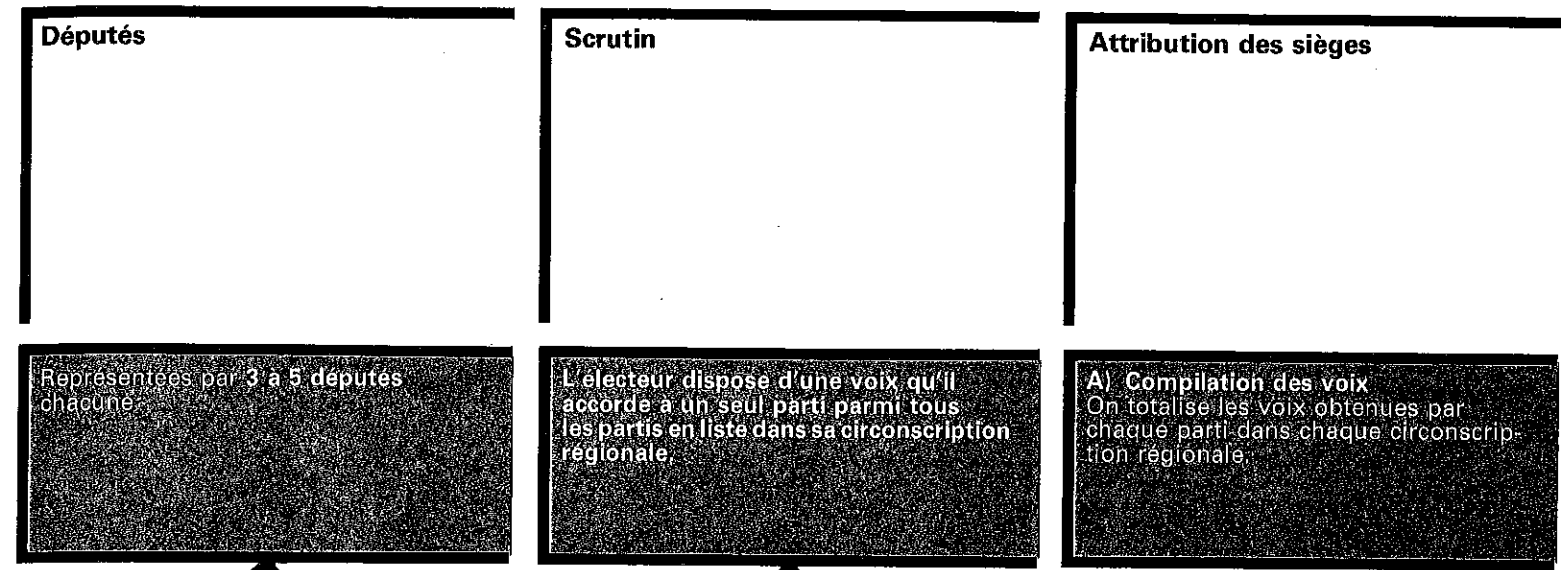 Députés
Scrutin
Attribution des sièges
Représentées par 3 à 5 députés
chacune.
L'électeur dispose d'une voix qu'il
accorde à un seul parti parmi tous
les partis en liste dans sa circonscription
régionale.
A) Compilation des voix
On totalise les voix obtenues par
chaque parti dans chaque circonscrip-
tion régionale.